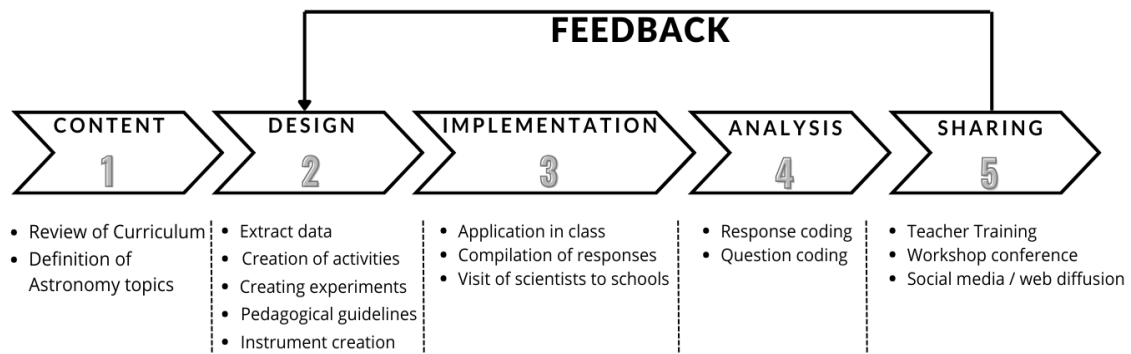 FEEDBACK
CONTENT
1
DESIGN
2
IMPLEMENTATION
3
ANALYSIS
4
SHARING
5
• Review of Curriculum
• Definition of
Astronomy topics
• Extract data
• Creation of activities
• Creating experiments
• Pedagogical guidelines
• Instrument creation
• Application in class
• Compilation of responses
• Visit of scientists to schools
• Response coding
• Question coding
• Teacher Training
• Workshop conference
• Social media / web diffusion